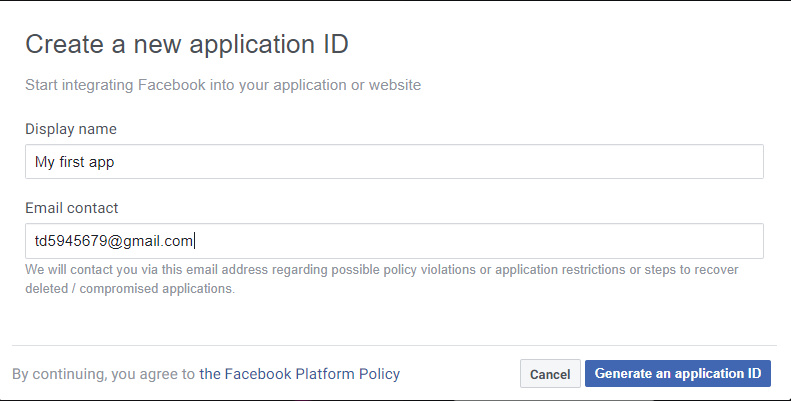 Create a new application ID
Start integrating Facebook into your application or website
Display name
My first app
Email contact
td5945679@gmail.com
We will contact you via this email address regarding possible policy violations or application restrictions or steps to recover
deleted / compromised applications.
By continuing, you agree to the Facebook Platform Policy
Cancel
Generate an application ID